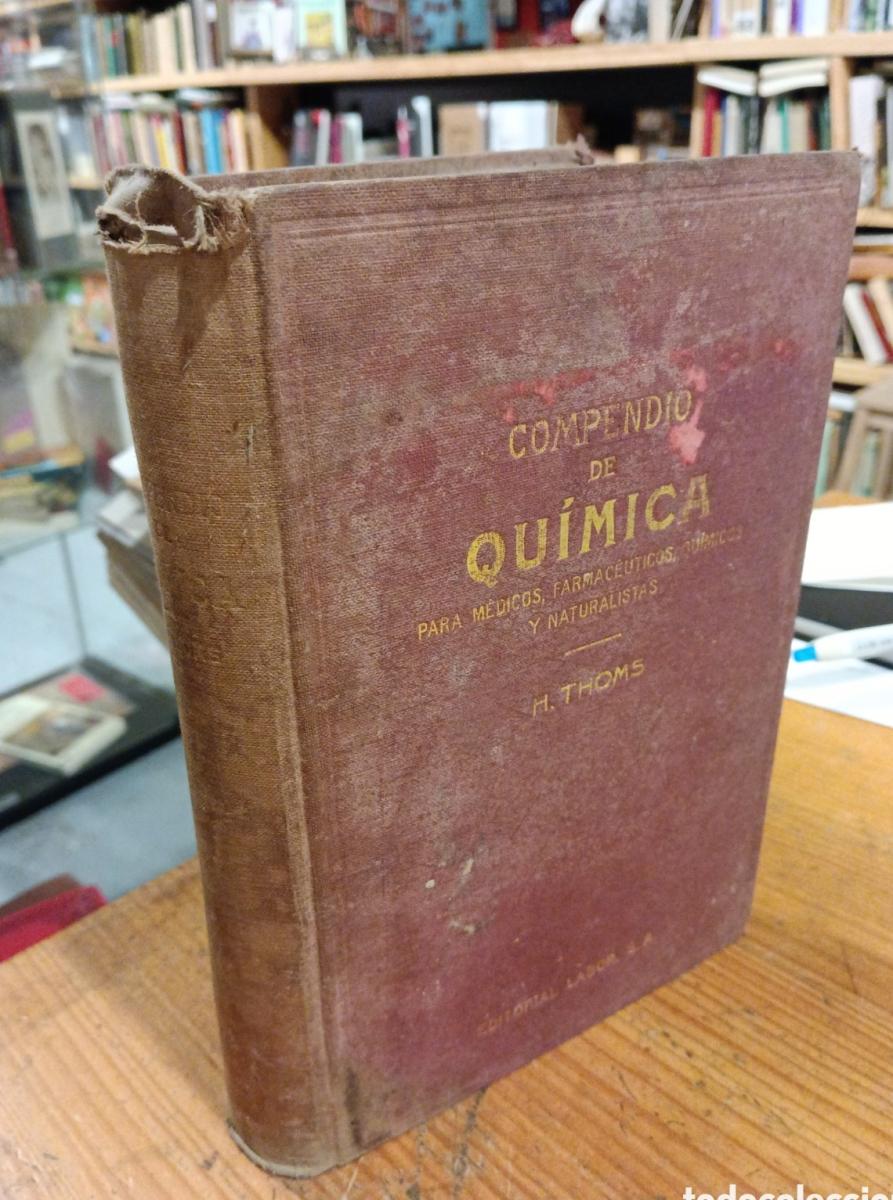 COMPENDIO
DE
QUÍMICA
PARA MÉDICOS, FARMACÉUTICOS, QUÍMICOS
Y NATURALISTAS
H. THOMS
EDITORIAL LABOR, S. A.
todocoleccion